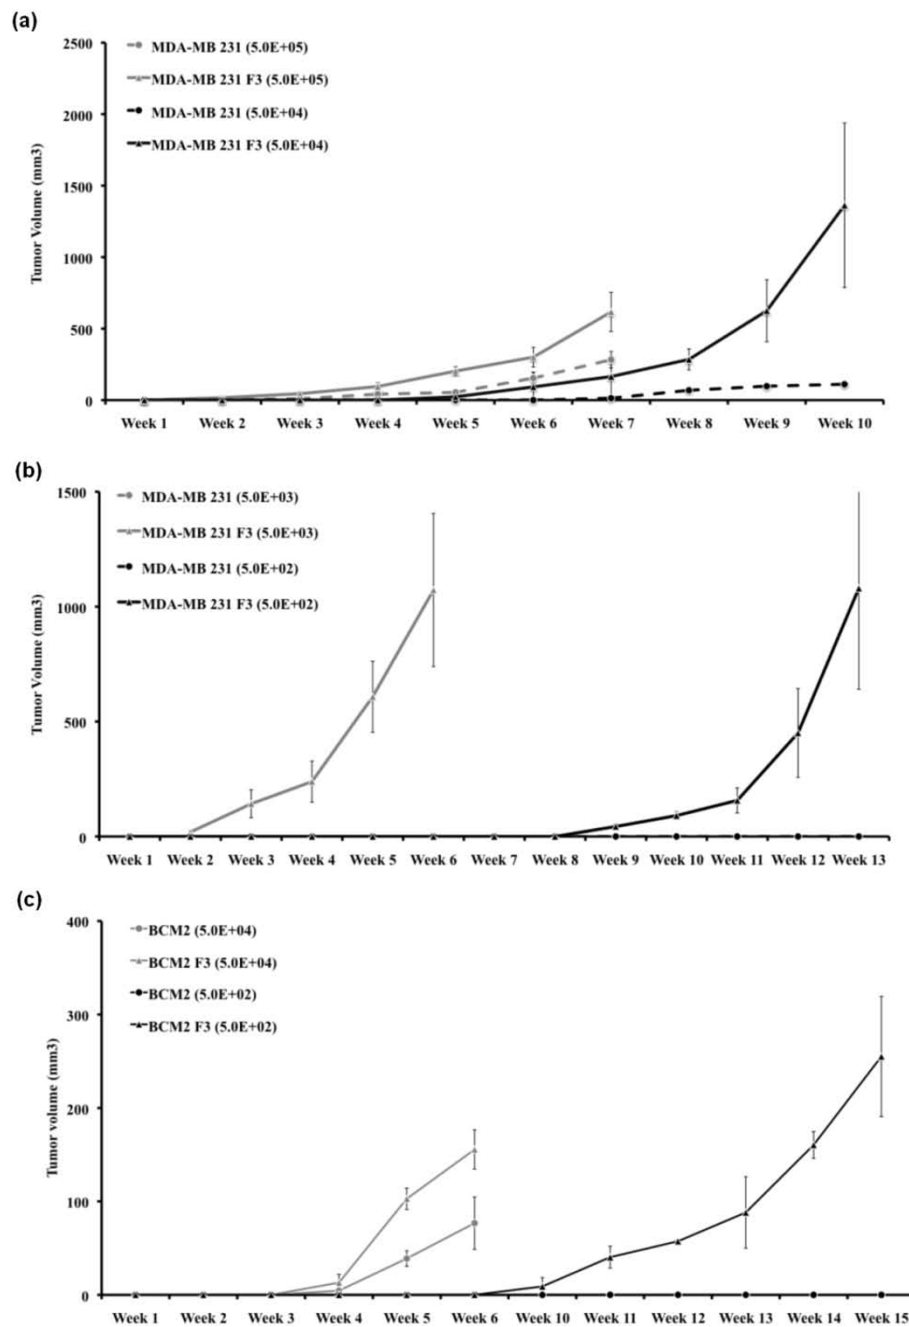 (a)
2500
2000
1500
1000
500
0
Tumor Volume (mm3)
MDA-MB 231 (5.0E+05)
MDA-MB 231 F3 (5.0E+05)
MDA-MB 231 (5.0E+04)
MDA-MB 231 F3 (5.0E+04)
Week 1 Week 2 Week 3 Week 4 Week 5 Week 6 Week 7 Week 8 Week 9 Week 10
(b)
1500
1000
500
0
Tumor Volume (mm3)
MDA-MB 231 (5.0E+03)
MDA-MB 231 F3 (5.0E+03)
MDA-MB 231 (5.0E+02)
MDA-MB 231 F3 (5.0E+02)
Week 1 Week 2 Week 3 Week 4 Week 5 Week 6 Week 7 Week 8 Week 9 Week 10 Week 11 Week 12 Week 13
(c)
400
300
200
100
0
Tumor volume (mm3)
BCM2 (5.0E+04)
BCM2 F3 (5.0E+04)
BCM2 (5.0E+02)
BCM2 F3 (5.0E+02)
Week 1 Week 2 Week 3 Week 4 Week 5 Week 6 Week 10 Week 11 Week 12 Week 13 Week 14 Week 15